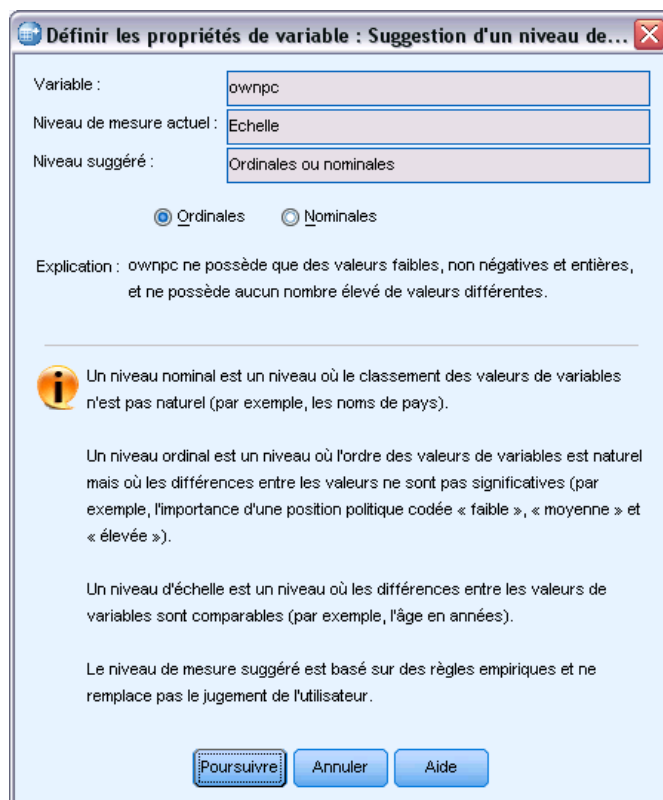 Définir les propriétés de variable : Suggestion d'un niveau de...
Variable :
ownpc
Niveau de mesure actuel :
Echelle
Niveau suggéré :
Ordinales ou nominales
Ordinales
Nominales
Explication : ownpc ne possède que des valeurs faibles, non négatives et entières,
et ne possède aucun nombre élevé de valeurs différentes.
Un niveau nominal est un niveau où le classement des valeurs de variables
n'est pas naturel (par exemple, les noms de pays).
Un niveau ordinal est un niveau où l'ordre des valeurs de variables est naturel
mais où les différences entre les valeurs ne sont pas significatives (par
exemple, l'importance d'une position politique codée « faible », « moyenne » et
« élevée »).
Un niveau d'échelle est un niveau où les différences entre les valeurs de
variables sont comparables (par exemple, l'âge en années).
Le niveau de mesure suggéré est basé sur des règles empiriques et ne
remplace pas le jugement de l'utilisateur.
Poursuivre
Annuler
Aide